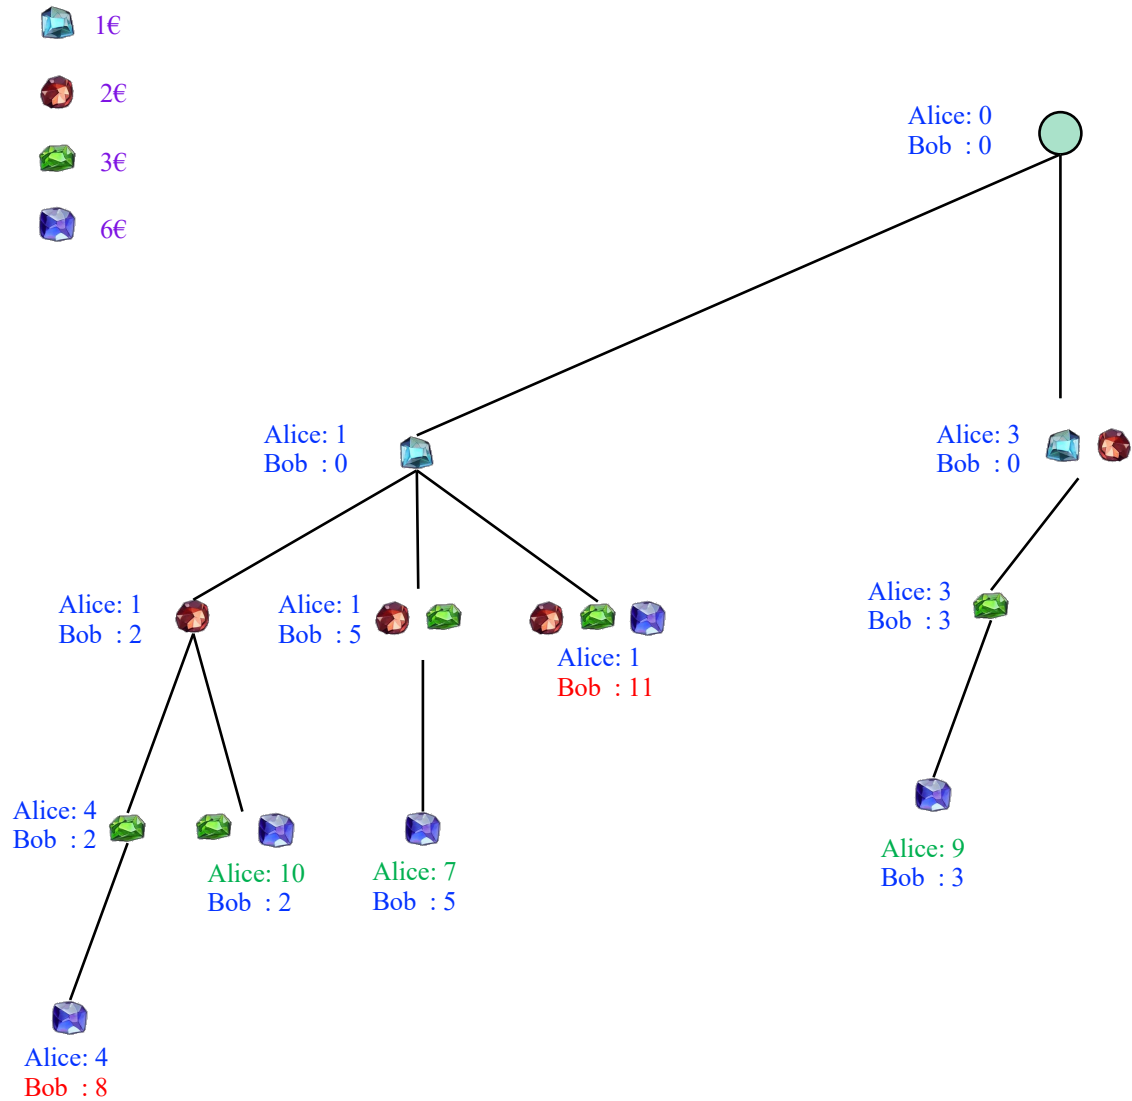 1€
2€
3€
6€
Alice: 0
Bob : 0
Alice: 1
Bob : 0
Alice: 3
Bob : 0
Alice: 1
Bob : 2
Alice: 1
Bob : 5
Alice: 1
Bob : 11
Alice: 3
Bob : 3
Alice: 4
Bob : 2
Alice: 10
Bob : 2
Alice: 7
Bob : 5
Alice: 9
Bob : 3
Alice: 4
Bob : 8